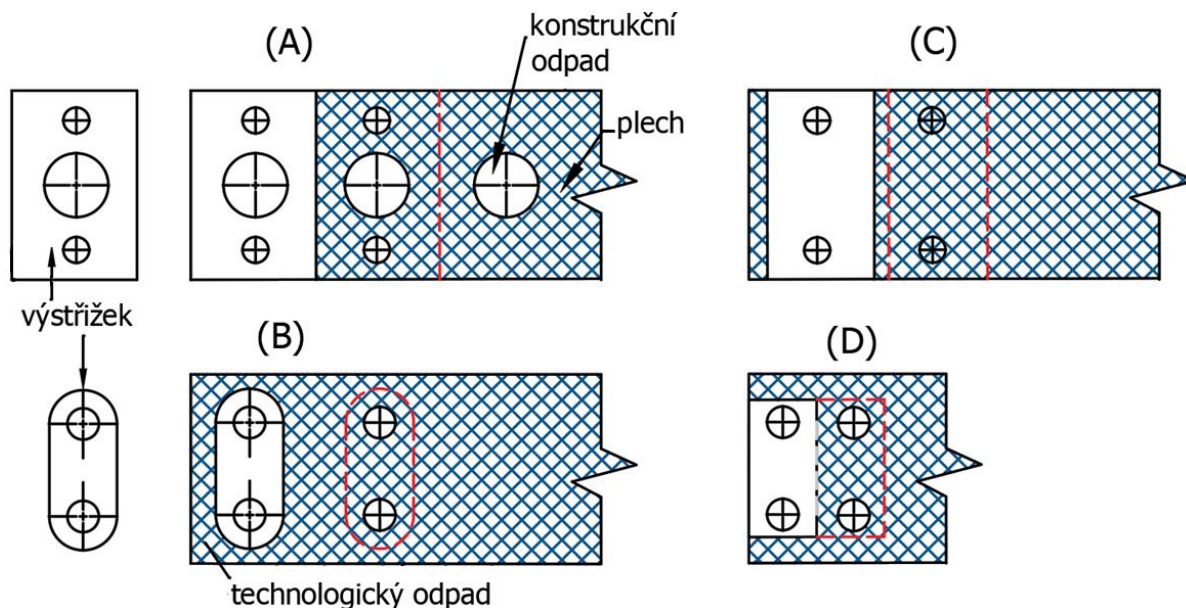 (A)
konstrukční
odpad
(C)
plech
výstřižek
(B)
(D)
technologický odpad